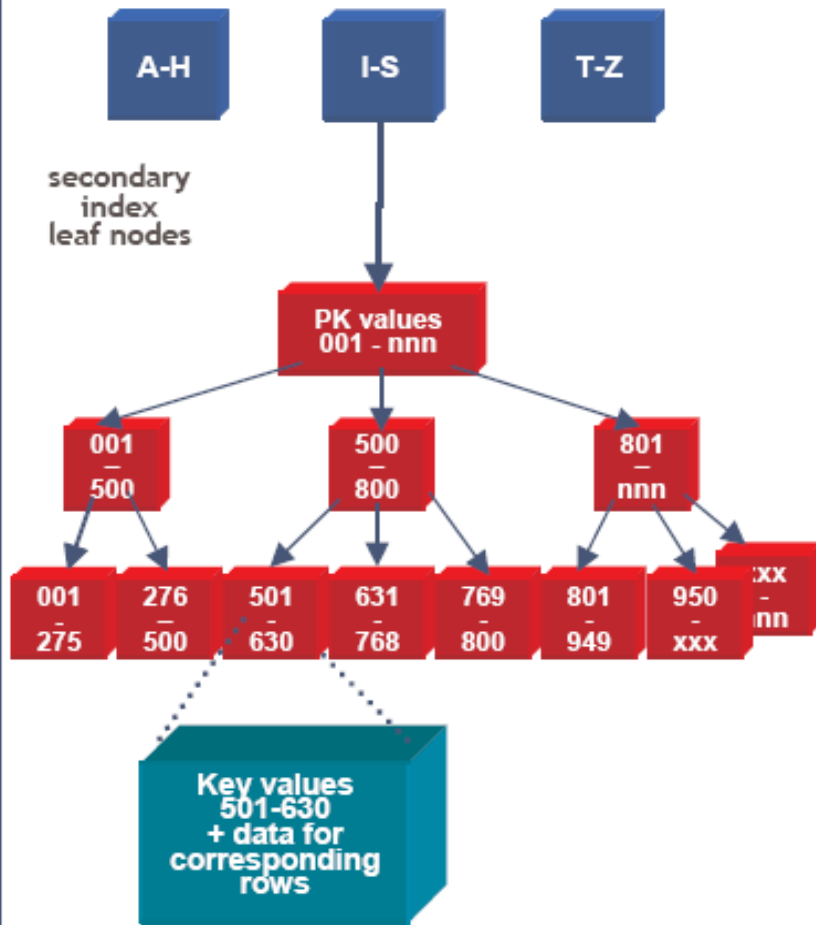 A-H
I-S
T-Z
secondary
index
leaf nodes
PK values
001 - nnn
001
–
500
500
–
800
801
–
nnn
001
-
275
276
–
500
501
-
630
631
-
768
769
-
800
801
-
949
950
-
xxx
-
Key values
501-630
+ data for
corresponding
rows